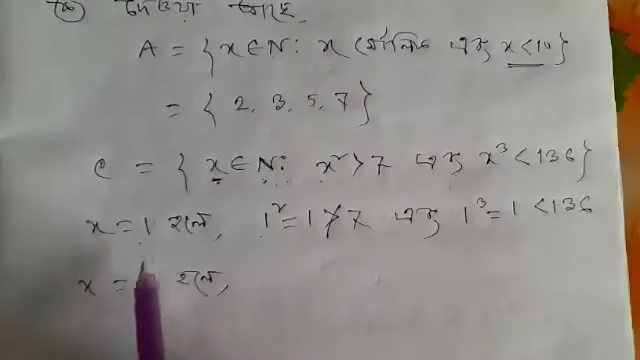 দেওয়া আছে,
A = {x∈N: x মৌলিক এবং x<10}
= {2, 3, 5, 7}
C = {x∈N: x²>7 এবং x³<136}
x = 1 হলে, 1² = 1 ≯ 7 এবং 1³ = 1 <136
x = হলে,